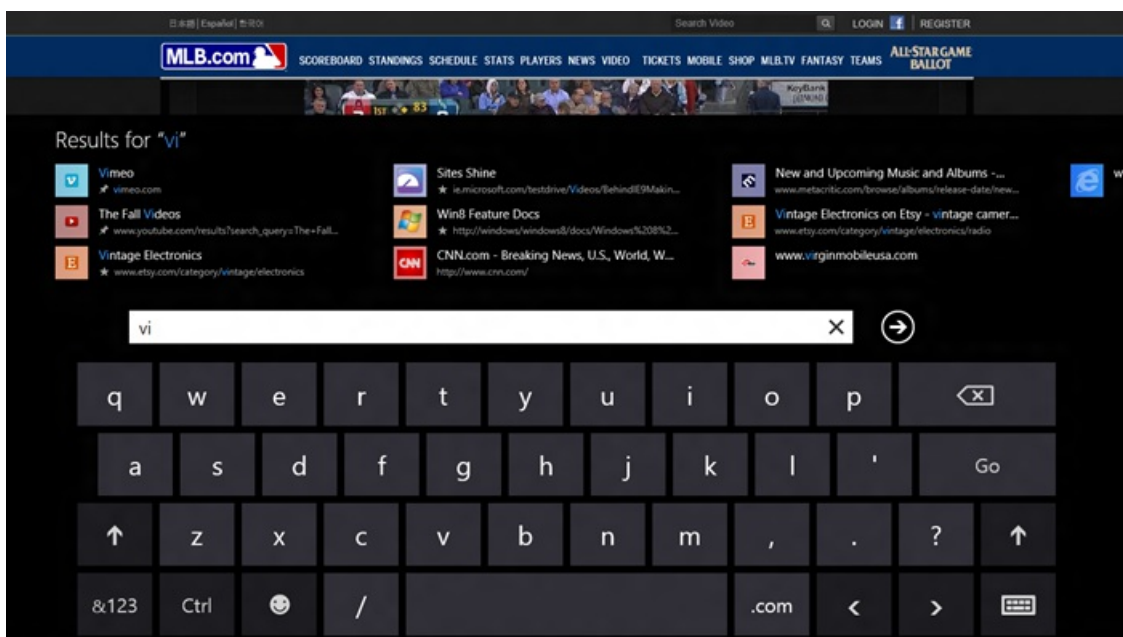 日本語 | Español | 한국어
Search Video
LOGIN f | REGISTER
MLB.com
SCOREBOARD STANDINGS SCHEDULE STATS PLAYERS NEWS VIDEO TICKETS MOBILE SHOP MLB.TV FANTASY TEAMS
ALL-STAR GAME
BALLOT
1ST 83
KeyBank
Results for "vi"
Vimeo
vimeo.com
The Fall Videos
www.youtube.com/results?search_query=The+Fall...
Vintage Electronics
www.etsy.com/category/vintage/electronics
Sites Shine
ie.microsoft.com/testdrive/Videos/BehindIE9Makin...
Win8 Feature Docs
http://windows/windows8/docs/Windows%208%2...
CNN.com - Breaking News, U.S., World, W...
http://www.cnn.com/
New and Upcoming Music and Albums -...
www.metacritic.com/browse/albums/release-date/new...
Vintage Electronics on Etsy - vintage camer...
www.etsy.com/category/vintage/electronics/radio
www.virginmobileusa.com
w
vi
q w e r t y u i o p
a s d f g h j k l ' Go
z x c v b n m , . ?
&123 Ctrl / .com < >